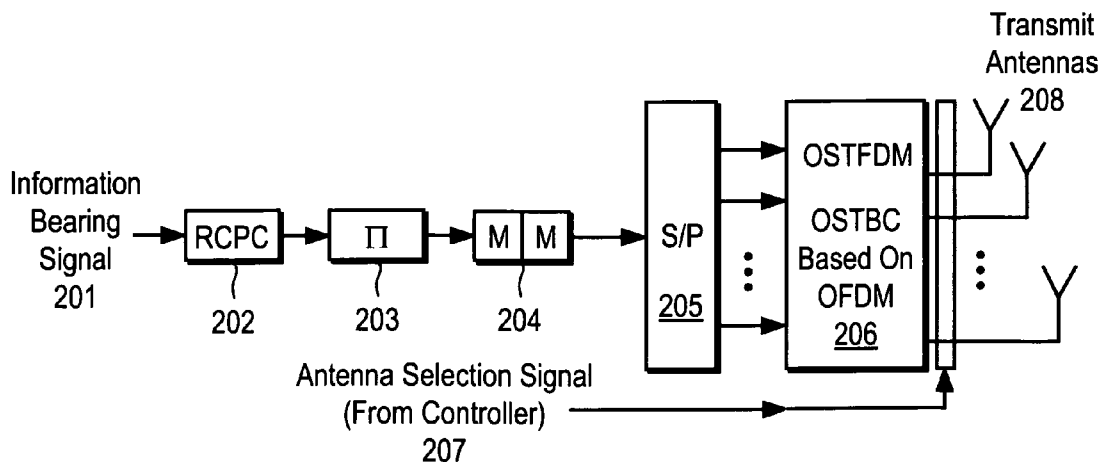 Transmit
Antennas
208
Information
Bearing
Signal
201
RCPC
202
Π
203
M M
204
S/P
205
OSTFDM
OSTBC
Based On
OFDM
206
Antenna Selection Signal
(From Controller)
207